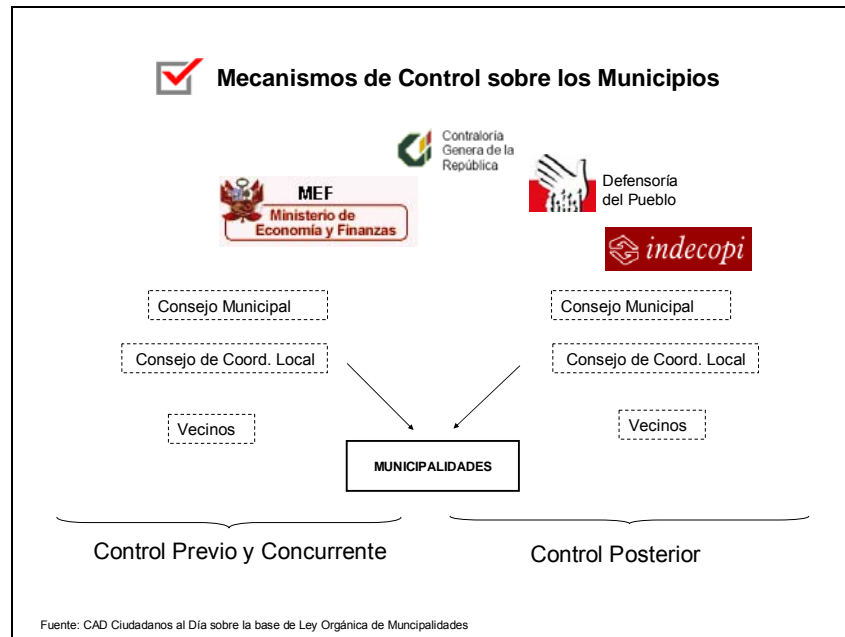 Mecanismos de Control sobre los Municipios
Contraloría
Genera de la
República
MEF
Ministerio de
Economía y Finanzas
Defensoría
del Pueblo
indecopi
Consejo Municipal
Consejo Municipal
Consejo de Coord. Local
Consejo de Coord. Local
Vecinos
Vecinos
MUNICIPALIDADES
Control Previo y Concurrente
Control Posterior
Fuente: CAD Ciudadanos al Día sobre la base de Ley Orgánica de Muncipalidades